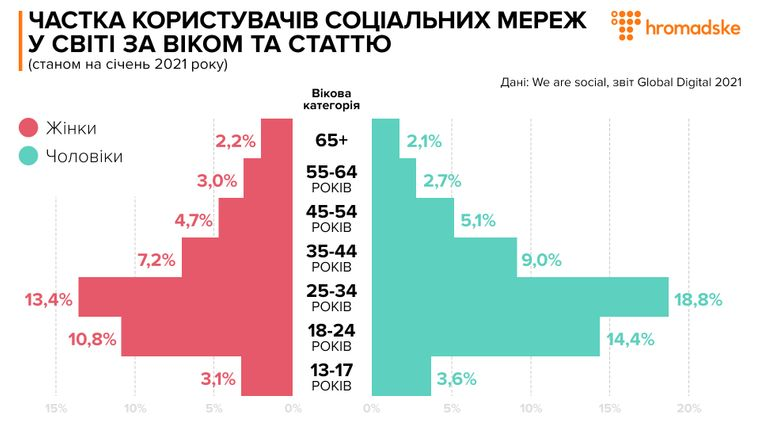 ЧАСТКА КОРИСТУВАЧІВ СОЦІАЛЬНИХ МЕРЕЖ
У СВІТІ ЗА ВІКОМ ТА СТАТТЮ
(станом на січень 2021 року)
hromadske
Дані: We are social, звіт Global Digital 2021
Вікова
категорія
Жінки
Чоловіки
2,2% 65+ 2,1%
3,0% 55-64 РОКІВ 2,7%
4,7% 45-54 РОКІВ 5,1%
7,2% 35-44 РОКІВ 9,0%
13,4% 25-34 РОКІВ 18,8%
10,8% 18-24 РОКІВ 14,4%
3,1% 13-17 РОКІВ 3,6%
15% 10% 5% 0% 0% 5% 10% 15% 20%